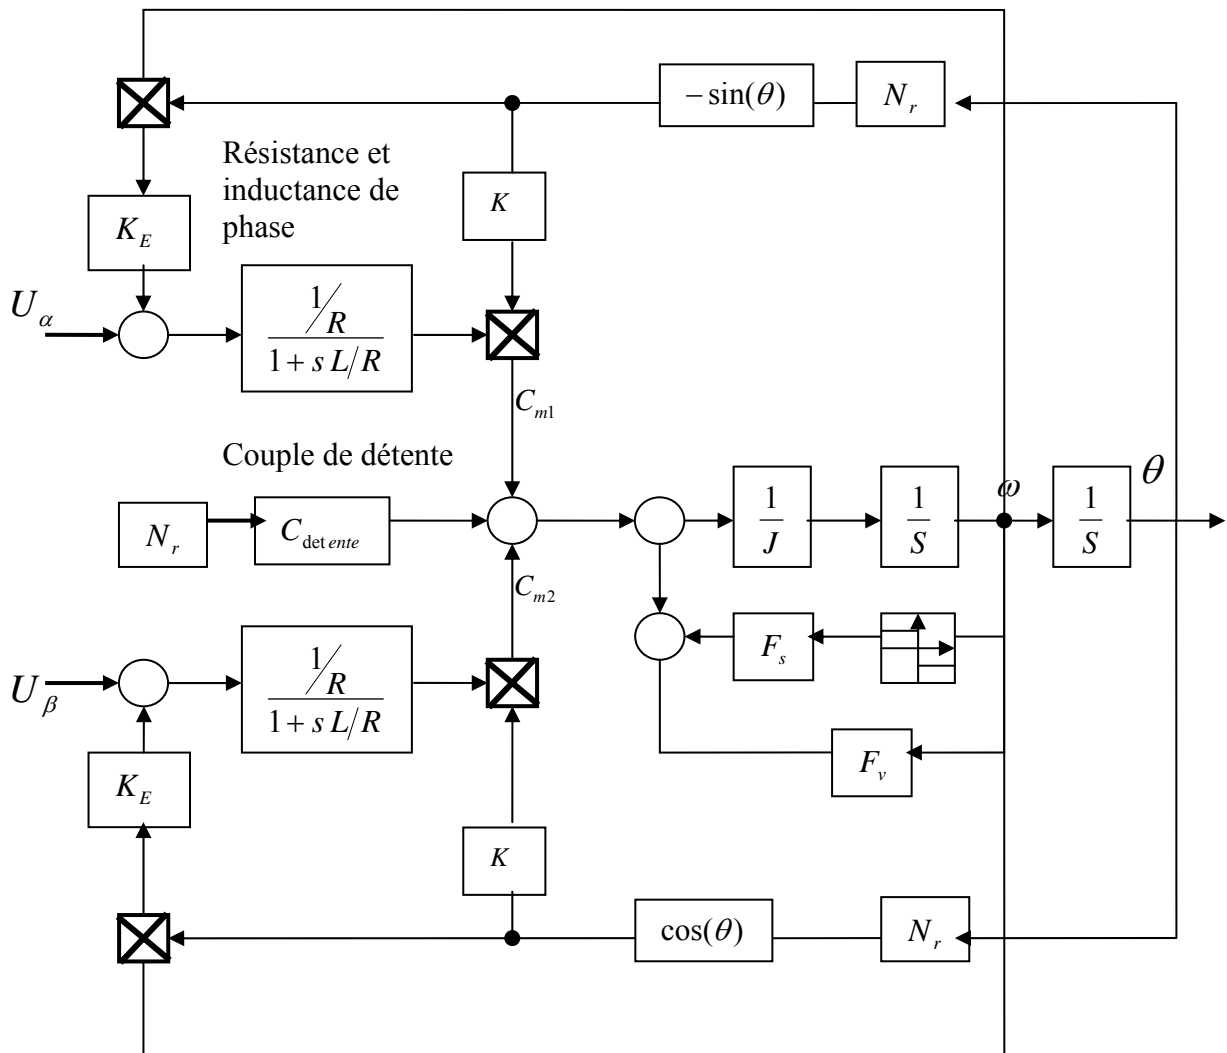 − sin(θ)
N_r
Résistance et
inductance de
phase
K
K_E
U_α
1/R
1 + s L/R
C_m1
Couple de détente
N_r
C_détente
1
J
1
S
ω
1
S
θ
C_m2
F_s
U_β
1/R
1 + s L/R
K_E
F_v
K
cos(θ)
N_r